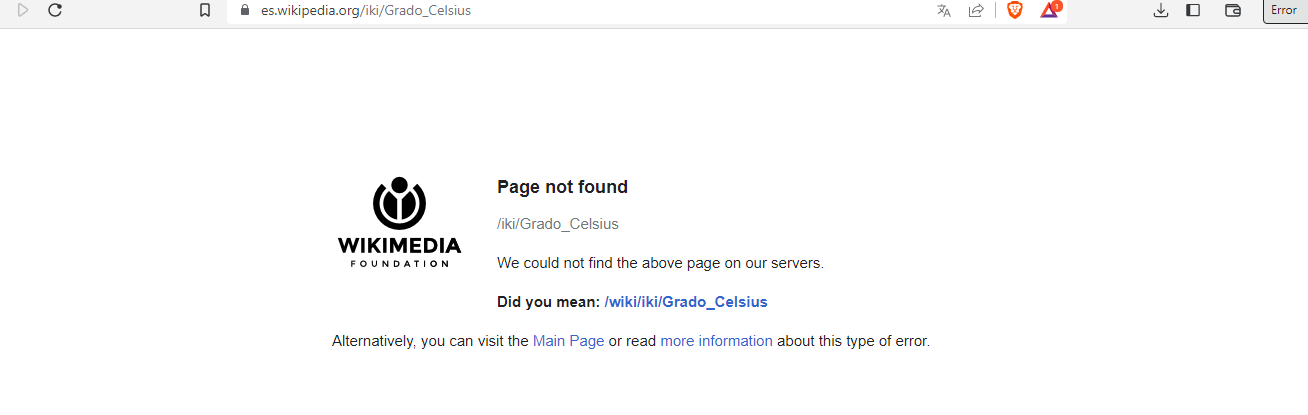 es.wikipedia.org/iki/Grado_Celsius
1
Error
WIKIMEDIA
FOUNDATION
Page not found
/iki/Grado_Celsius
We could not find the above page on our servers.
Did you mean: /wiki/iki/Grado_Celsius
Alternatively, you can visit the Main Page or read more information about this type of error.